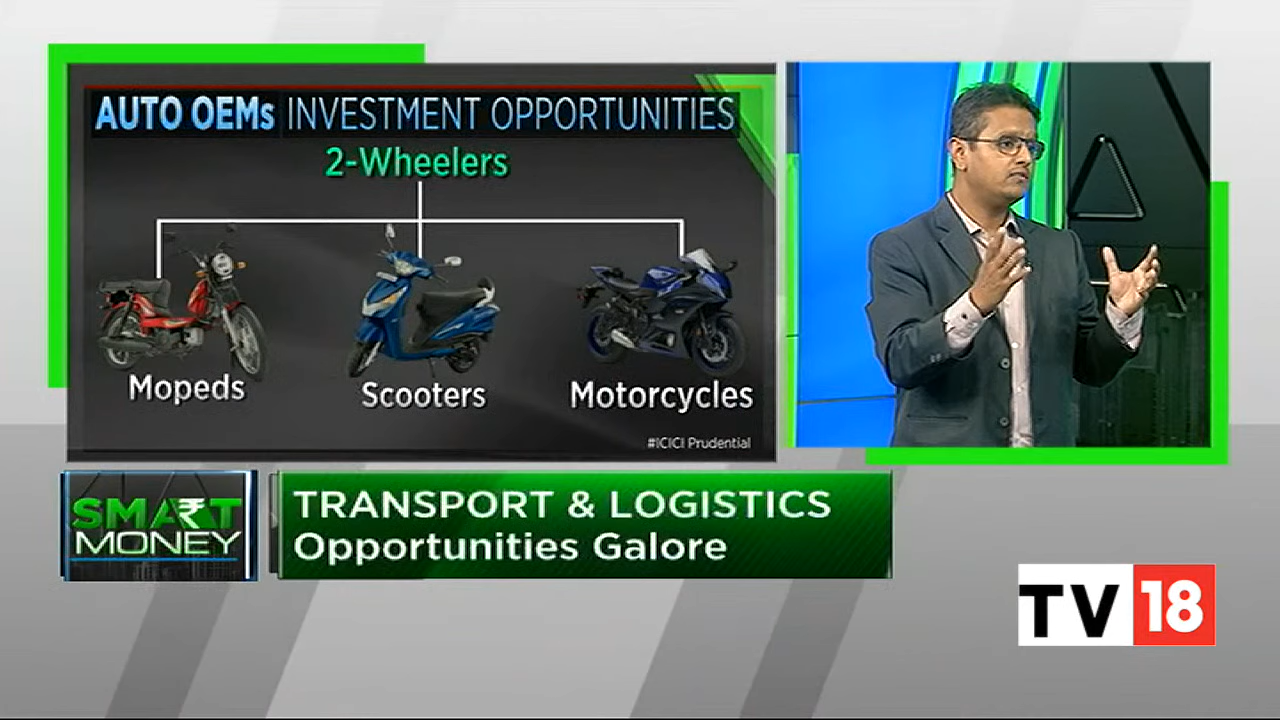 AUTO OEMs INVESTMENT OPPORTUNITIES
2-Wheelers
Mopeds
Scooters
Motorcycles
#ICICI Prudential
SMART
MONEY
TRANSPORT & LOGISTICS
Opportunities Galore
TV18